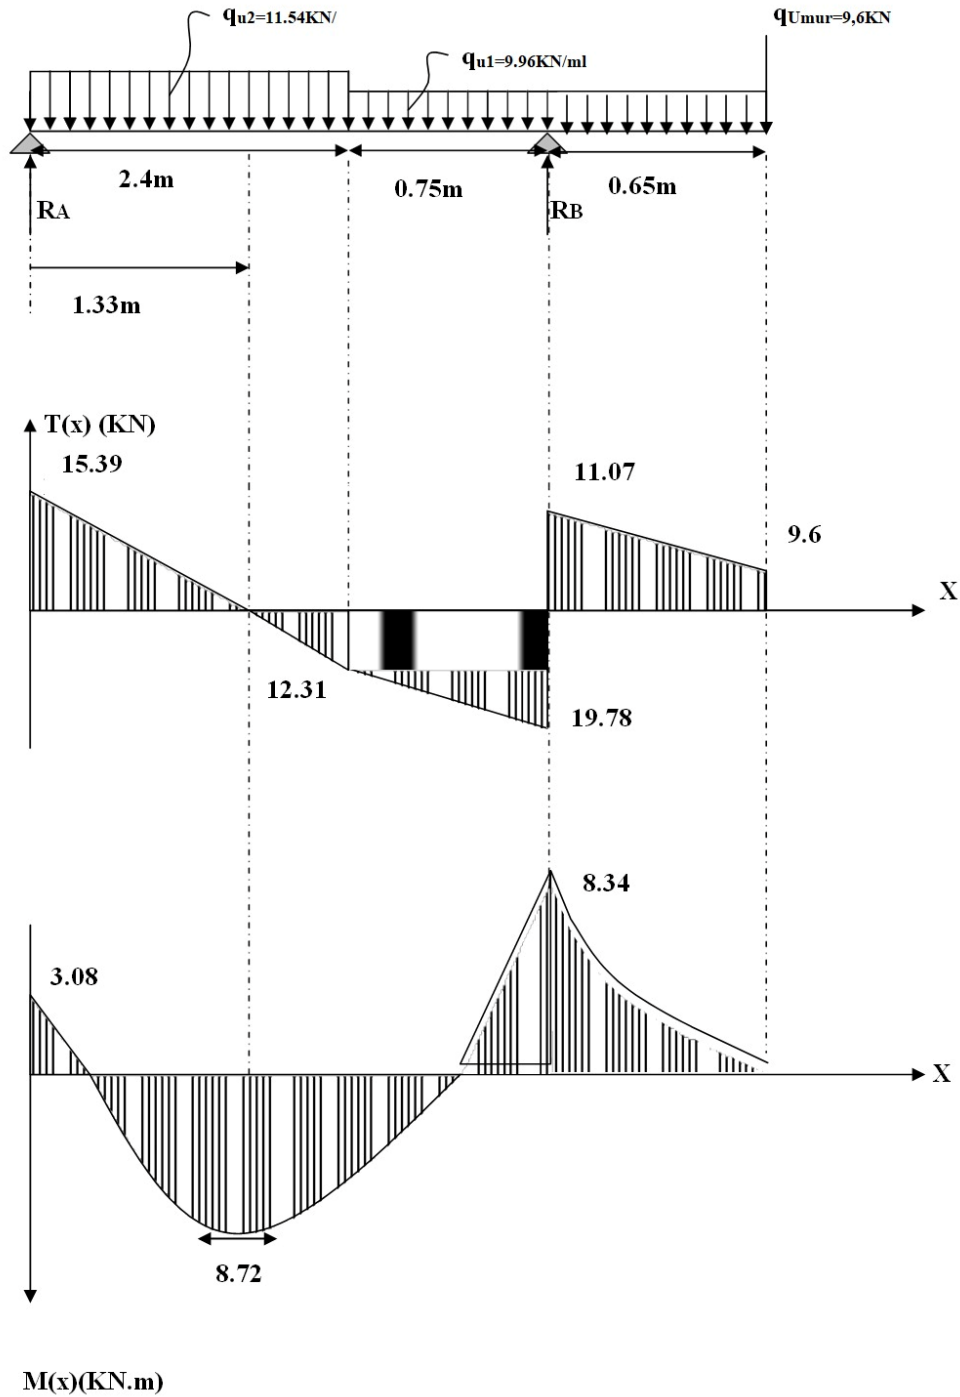 qu2=11.54KN/
qUmur=9,6KN
qu1=9.96KN/ml
2.4m
0.75m
0.65m
RA
RB
1.33m
T(x) (KN)
15.39
11.07
9.6
X
12.31
19.78
8.34
3.08
X
8.72
M(x)(KN.m)